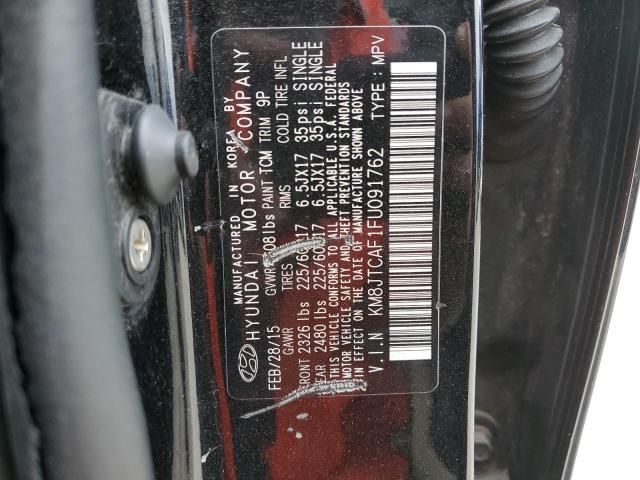 MANUFACTURED IN KOREA BY
HYUNDAI MOTOR COMPANY
FEB/28/15 PAINT TCM TRIM 9P
GAWR TIRES RIMS COLD TIRE INFL
FRONT 2326 lbs 6.5JX17 35psi SINGLE
2480 lbs 6.5JX17 35psi SINGLE
THIS VEHICLE CONFORMS TO ALL APPLICABLE U.S.A. FEDERAL
MOTOR VEHICLE SAFETY AND THEFT PREVENTION STANDARDS
IN EFFECT ON THE DATE OF MANUFACTURE SHOWN ABOVE
V.I.N KM8JTCAF1FU091762 TYPE : MPV